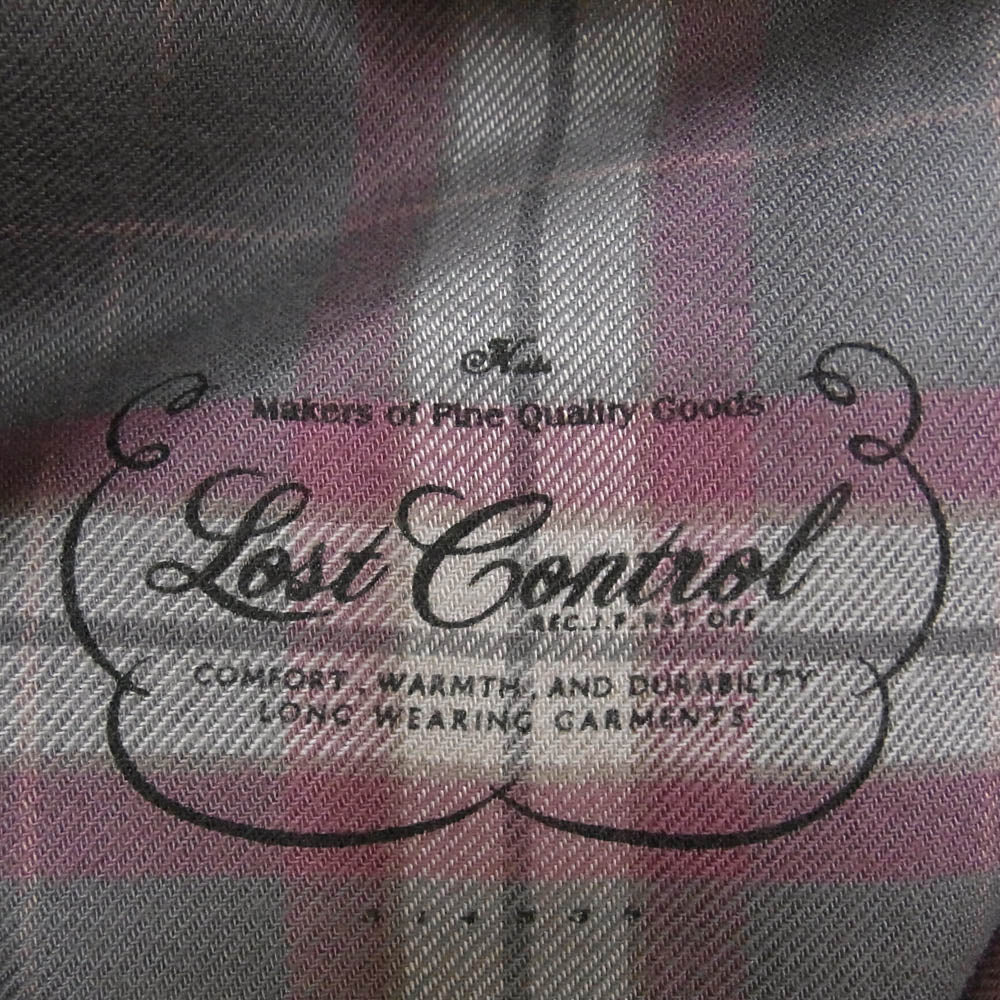 Makers of Fine Quality Goods
Lost Control
REG.J.P.PAT OFF
COMFORT, WARMTH, AND DURABILITY
LONG WEARING GARMENTS